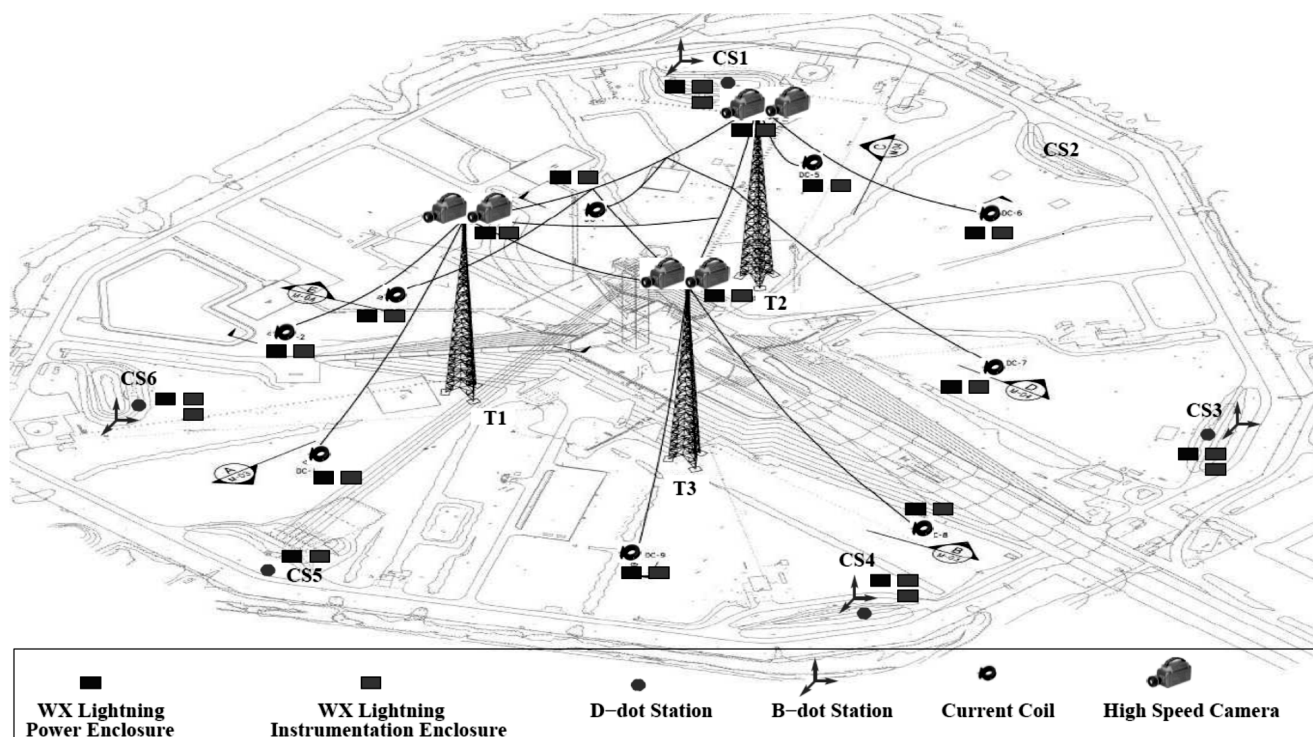 CS1
CS2
C
DC-5
DC-6
T2
-2
DC-7
D
CS6
T1
CS3
A
DC-
T3
-8
B
DC-9
CS4
CS5
WX Lightning
Power Enclosure
WX Lightning
Instrumentation Enclosure
D−dot Station
B−dot Station
Current Coil
High Speed Camera